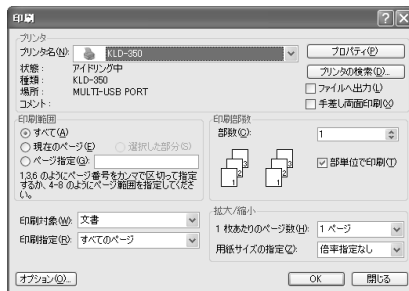 印刷
プリンタ
プリンタ名(N): KLD-350 プロパティ(P)
状態: アイドリング中 プリンタの検索(D)...
種類: KLD-350
場所: MULTI-USB PORT ファイルへ出力(L)
コメント: 手差し両面印刷(X)
印刷範囲
すべて(A)
現在のページ(E) 選択した部分(S)
ページ指定(G):
1,3,6 のようにページ番号をカンマで区切って指定
するか、4-8 のようにページ範囲を指定してくださ
い。
印刷部数
部数(C): 1
部単位で印刷(T)
印刷対象(W): 文書
印刷指定(R): すべてのページ
拡大/縮小
1 枚あたりのページ数(H): 1 ページ
用紙サイズの指定(Z): 倍率指定なし
オプション(O)... OK 閉じる